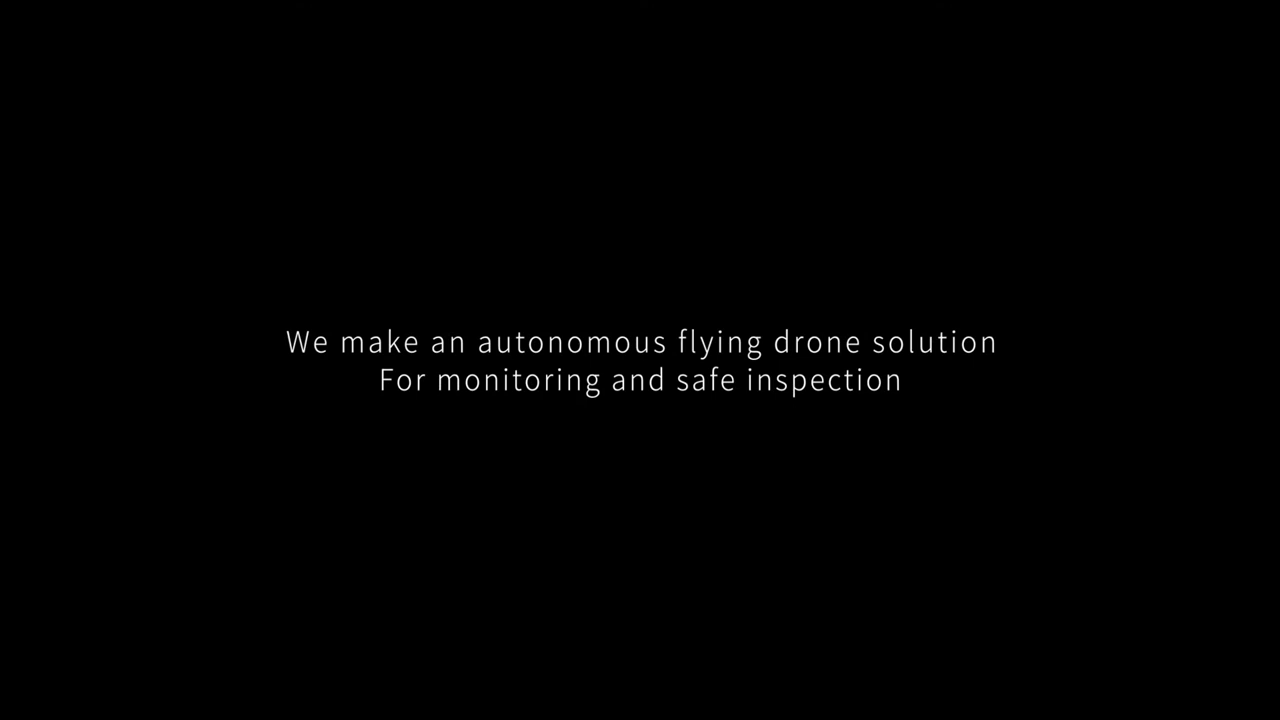 We make an autonomous flying drone solution
For monitoring and safe inspection